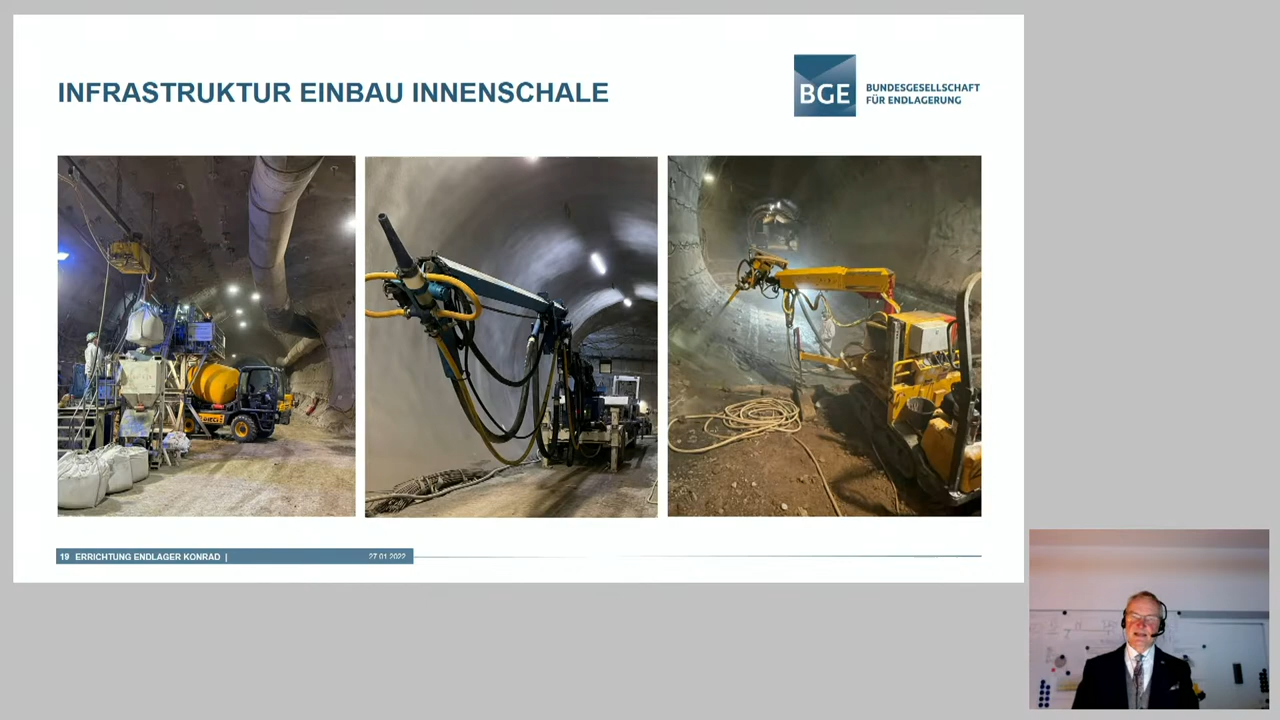 INFRASTRUKTUR EINBAU INNENSCHALE
BGE
BUNDESGESELLSCHAFT
FÜR ENDLAGERUNG
19 ERRICHTUNG ENDLAGER KONRAD |
27.01.2022